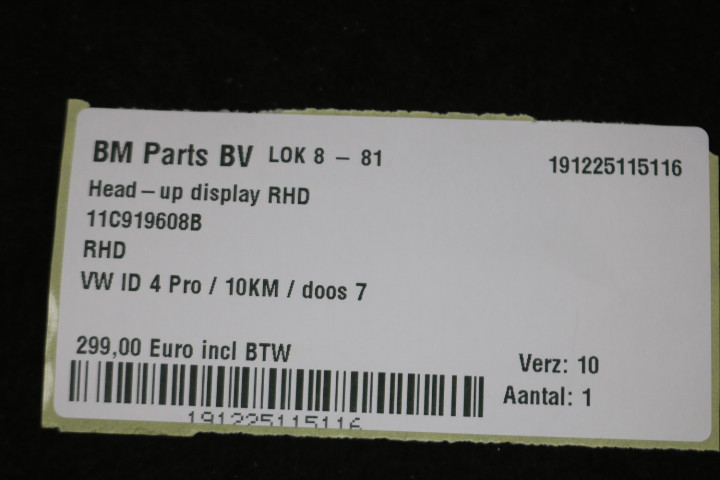 BM Parts BV LOK 8 - 81 191225115116
Head-up display RHD
11C919608B
RHD
VW ID 4 Pro / 10KM / doos 7
299,00 Euro incl BTW
Verz: 10
Aantal: 1
191225115116